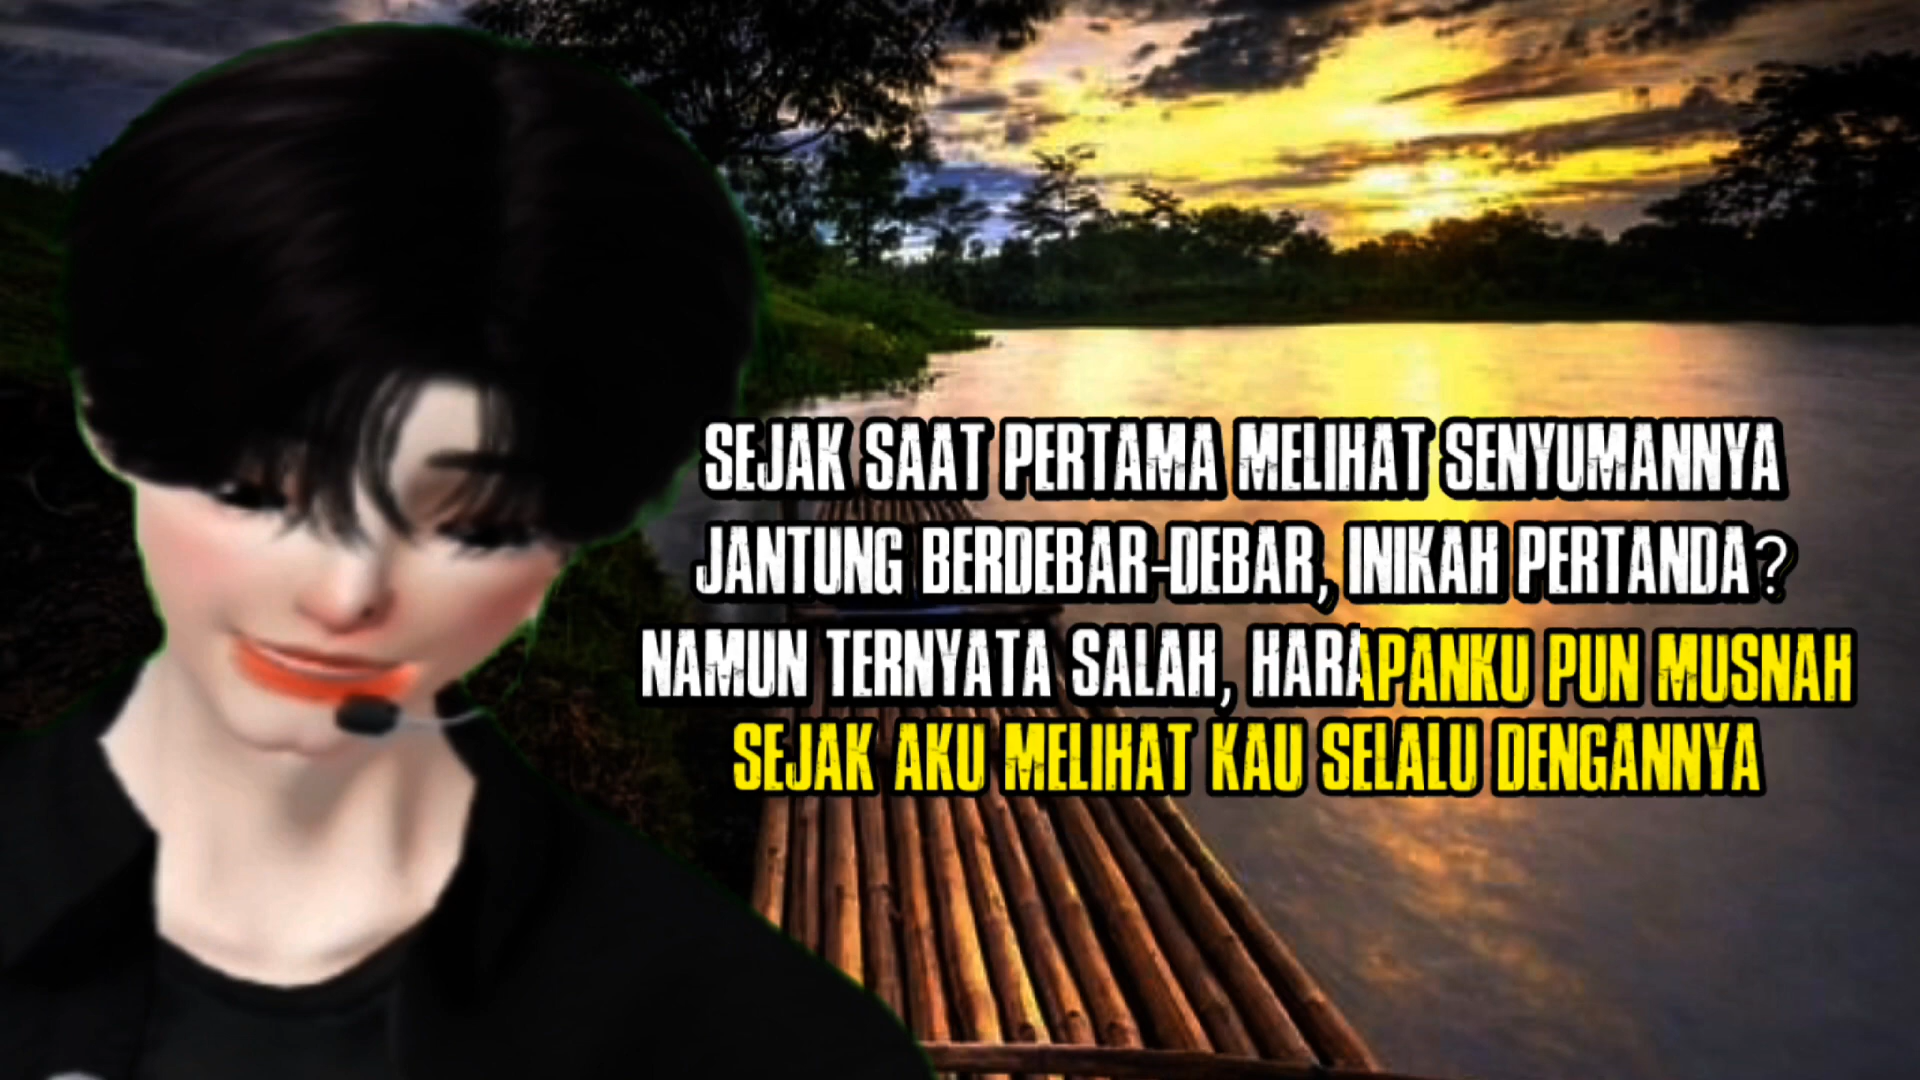 SEJAK SAAT PERTAMA MELIHAT SENYUMANNYA
JANTUNG BERDEBAR-DEBAR, INIKAH PERTANDA?
NAMUN TERNYATA SALAH, HARAPANKU PUN MUSNAH
SEJAK AKU MELIHAT KAU SELALU DENGANNYA